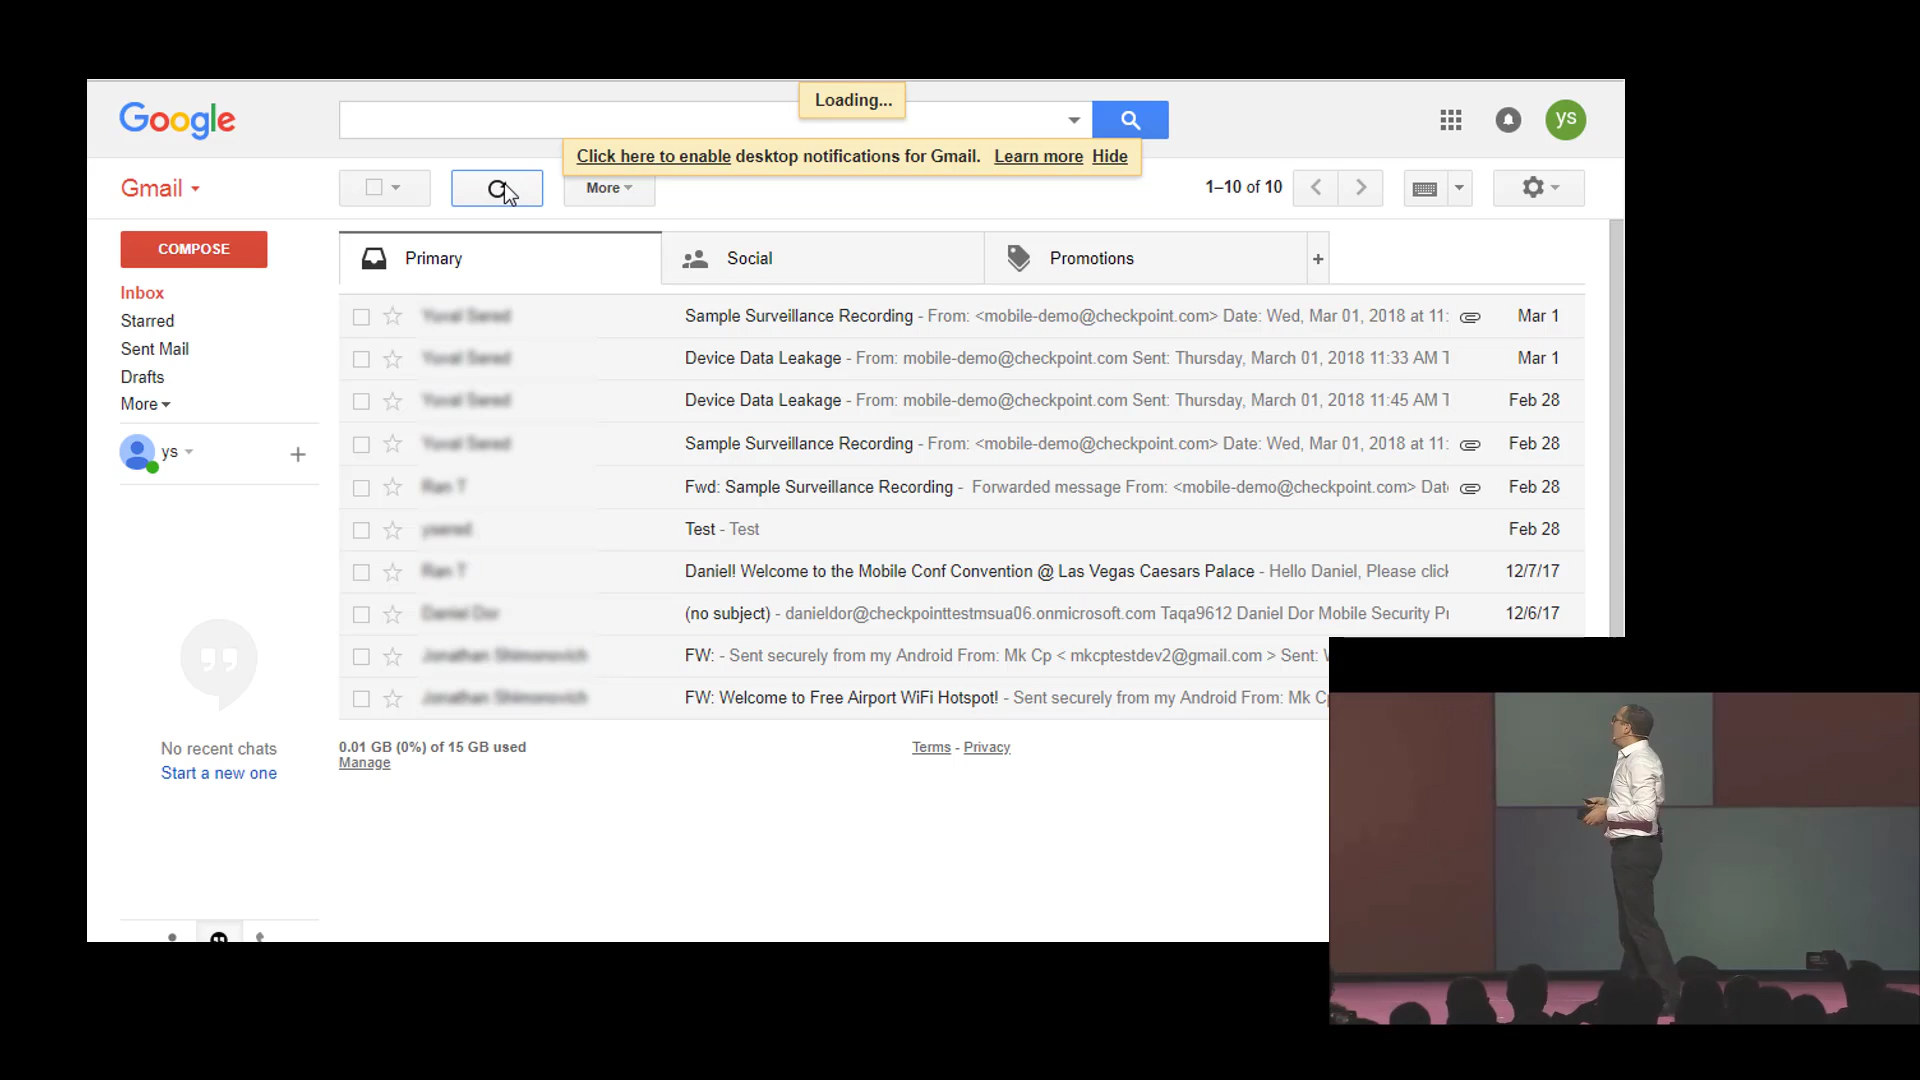 Google
Loading...
ys
Click here to enable desktop notifications for Gmail. Learn more Hide
Gmail
More
1–10 of 10
COMPOSE
Inbox
Starred
Sent Mail
Drafts
More
ys
Primary
Social
Promotions
+
Sample Surveillance Recording - From: <mobile-demo@checkpoint.com> Date: Wed, Mar 01, 2018 at 11: Mar 1
Device Data Leakage - From: mobile-demo@checkpoint.com Sent: Thursday, March 01, 2018 11:33 AM T Mar 1
Device Data Leakage - From: mobile-demo@checkpoint.com Sent: Thursday, March 01, 2018 11:45 AM T Feb 28
Sample Surveillance Recording - From: <mobile-demo@checkpoint.com> Date: Wed, Mar 01, 2018 at 11: Feb 28
Ran T Fwd: Sample Surveillance Recording - Forwarded message From: <mobile-demo@checkpoint.com> Dat Feb 28
Test - Test Feb 28
Ran T Daniel! Welcome to the Mobile Conf Convention @ Las Vegas Caesars Palace - Hello Daniel, Please click 12/7/17
Daniel Dor (no subject) - danieldor@checkpointtestmsua06.onmicrosoft.com Taqa9612 Daniel Dor Mobile Security Pr 12/6/17
FW: - Sent securely from my Android From: Mk Cp < mkcptestdev2@gmail.com > Sent: V
FW: Welcome to Free Airport WiFi Hotspot! - Sent securely from my Android From: Mk Cp
0.01 GB (0%) of 15 GB used
Manage
Terms - Privacy
No recent chats
Start a new one